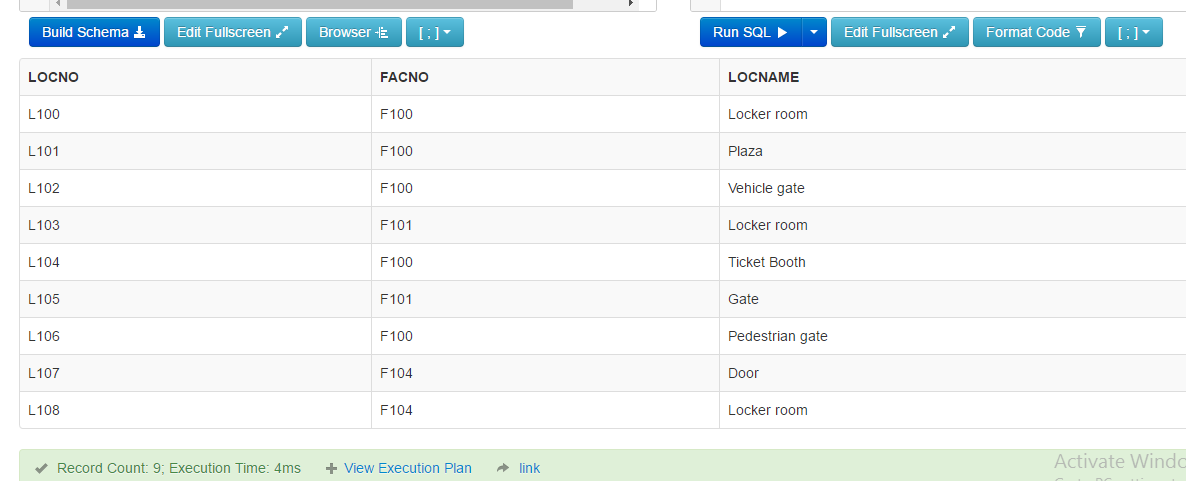 Build Schema Edit Fullscreen Browser [ ; ] Run SQL Edit Fullscreen Format Code [ ; ]
LOCNO FACNO LOCNAME
L100 F100 Locker room
L101 F100 Plaza
L102 F100 Vehicle gate
L103 F101 Locker room
L104 F100 Ticket Booth
L105 F101 Gate
L106 F100 Pedestrian gate
L107 F104 Door
L108 F104 Locker room
Record Count: 9; Execution Time: 4ms View Execution Plan link
Activate Windo